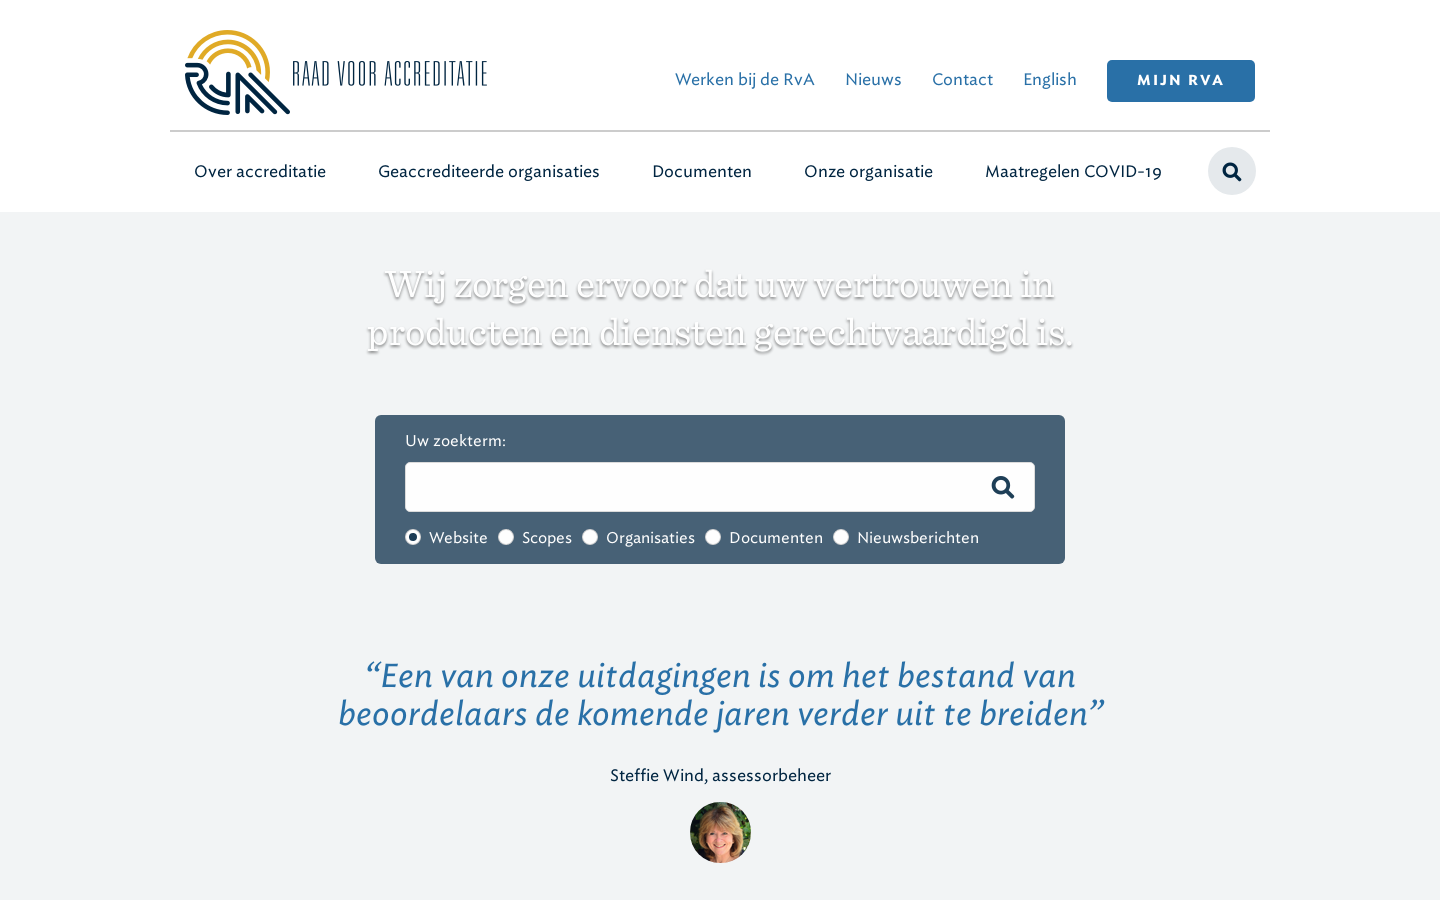 RvA RAAD VOOR ACCREDITATIE
Werken bij de RvA Nieuws Contact English MIJN RVA
Over accreditatie Geaccrediteerde organisaties Documenten Onze organisatie Maatregelen COVID-19
Wij zorgen ervoor dat uw vertrouwen in
producten en diensten gerechtvaardigd is.
Uw zoekterm:
Website Scopes Organisaties Documenten Nieuwsberichten
“Een van onze uitdagingen is om het bestand van
beoordelaars de komende jaren verder uit te breiden”
Steffie Wind, assessorbeheer